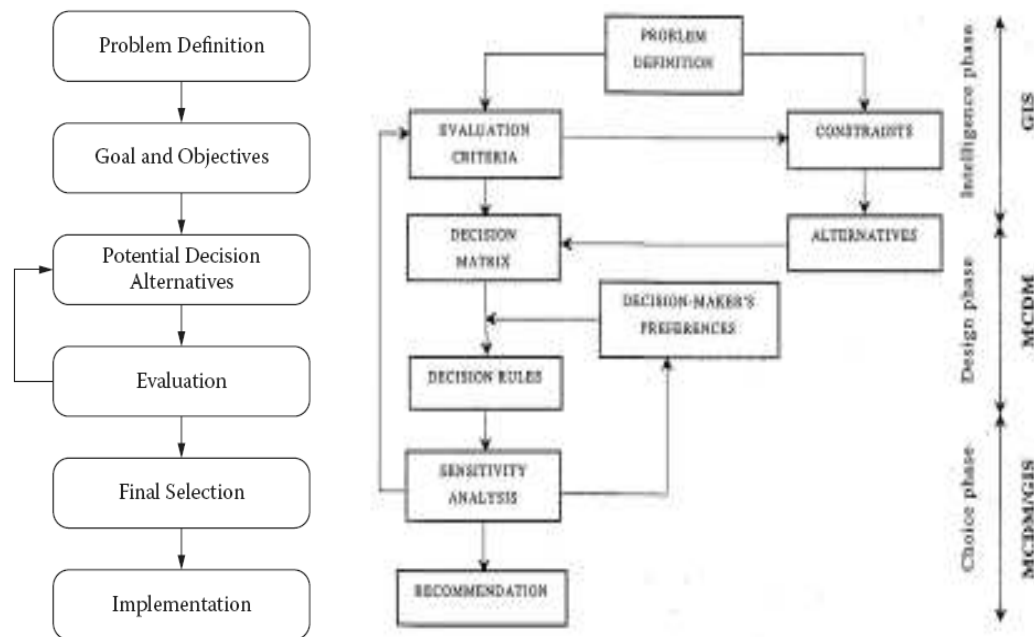 Problem Definition
Goal and Objectives
Potential Decision
Alternatives
Evaluation
Final Selection
Implementation
PROBLEM
DEFINITION
EVALUATION
CRITERIA
CONSTRAINTS
DECISION
MATRIX
ALTERNATIVES
DECISION-MAKER'S
PREFERENCES
DECISION RULES
SENSITIVITY
ANALYSIS
RECOMMENDATION
Intelligence phase
GIS
Design phase
MCDM
Choice phase
MCDM/GIS